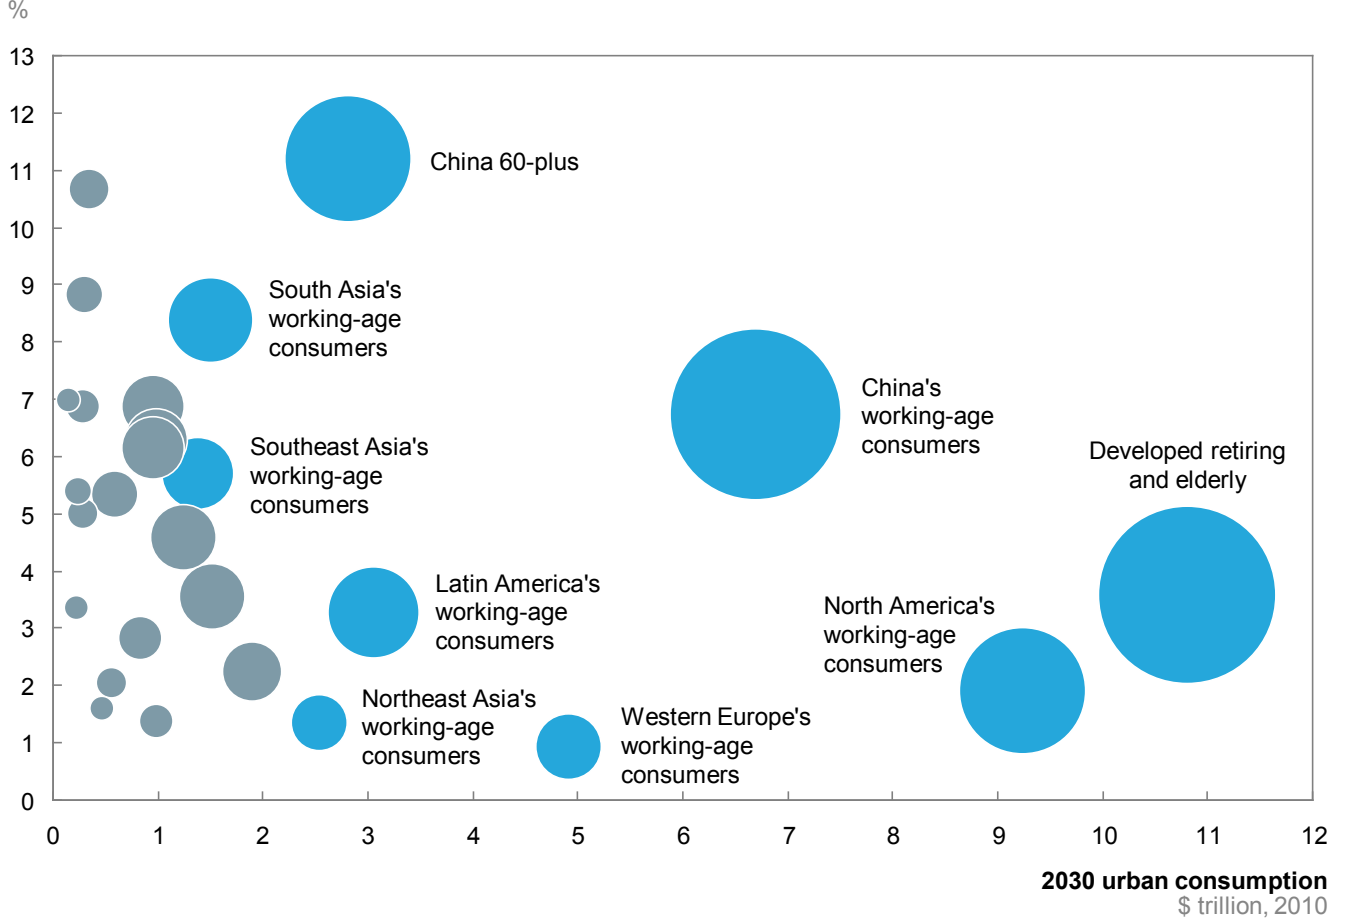 %
13
12
11
10
9
8
7
6
5
4
3
2
1
0
China 60-plus
South Asia's
working-age
consumers
China's
working-age
consumers
Southeast Asia's
working-age
consumers
Developed retiring
and elderly
Latin America's
working-age
consumers
North America's
working-age
consumers
Northeast Asia's
working-age
consumers
Western Europe's
working-age
consumers
0 1 2 3 4 5 6 7 8 9 10 11 12
2030 urban consumption
$ trillion, 2010